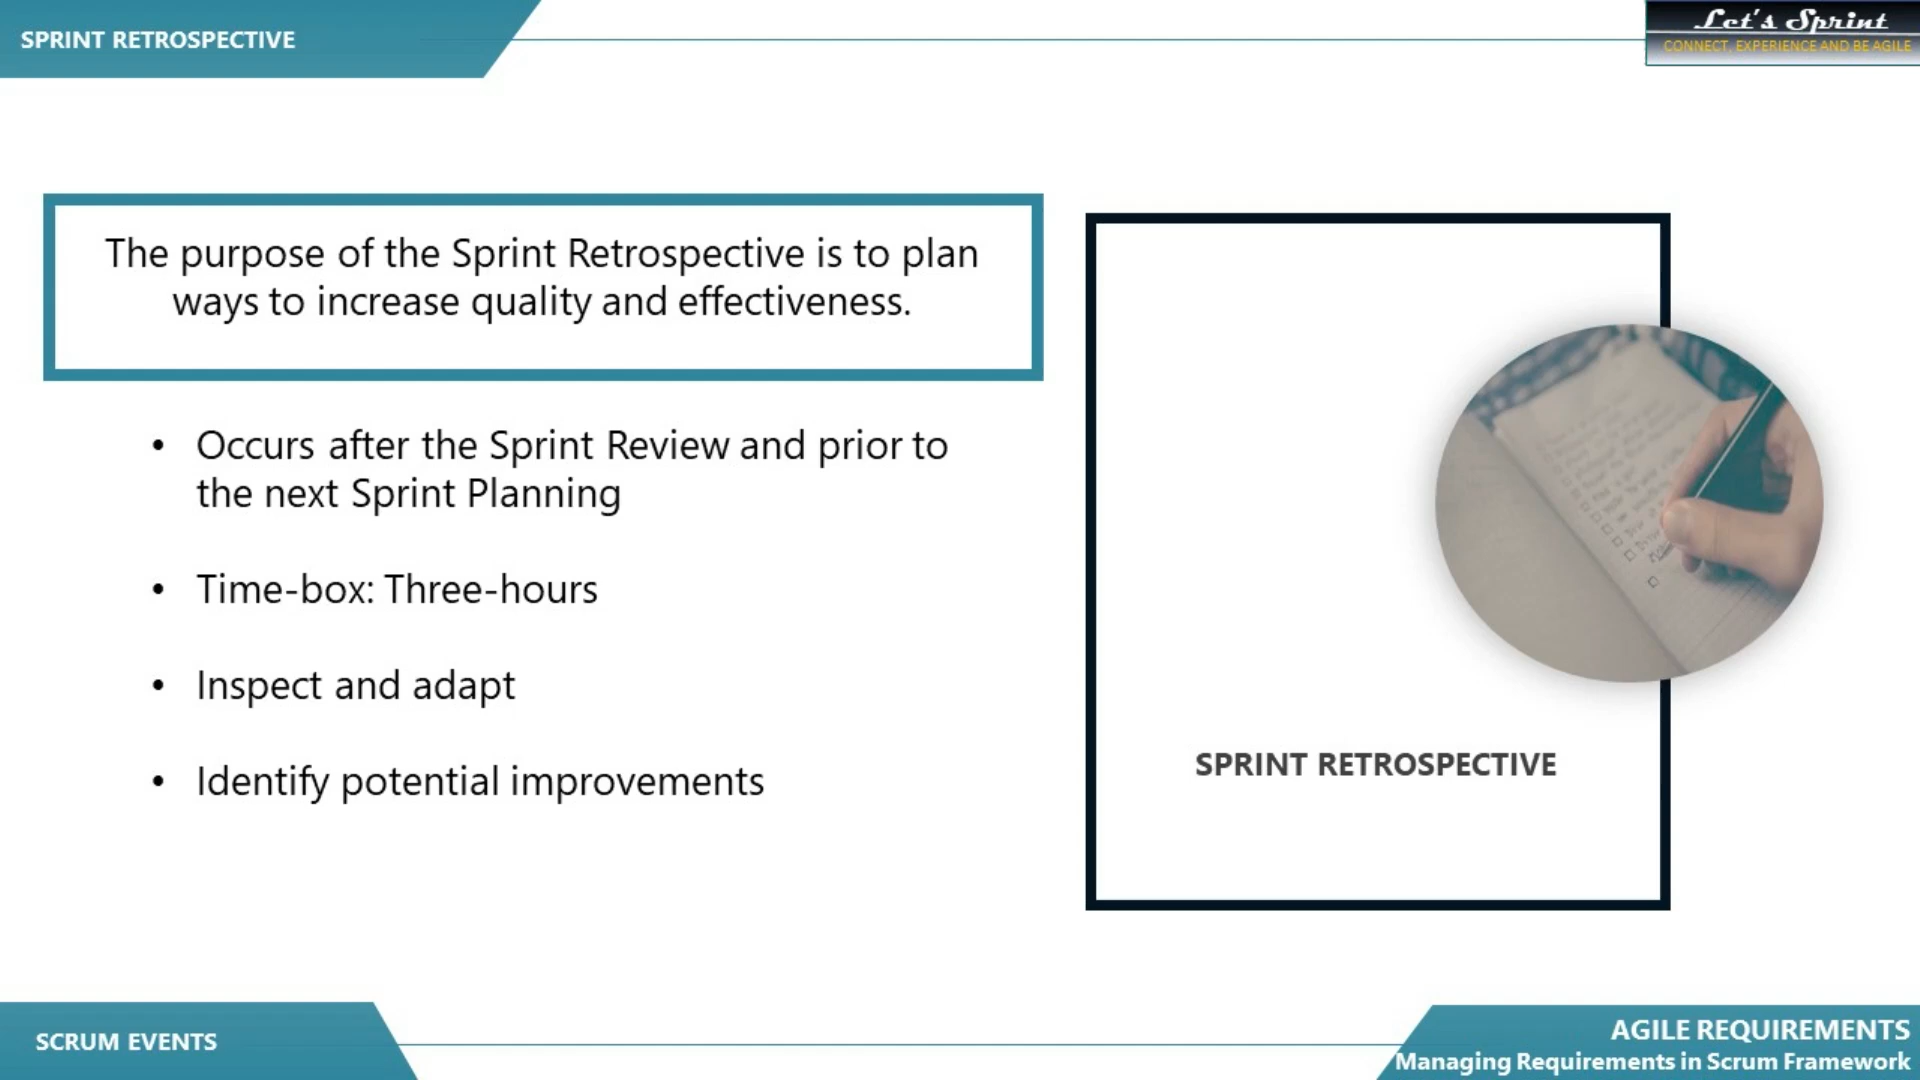 SPRINT RETROSPECTIVE
Let's Sprint
CONNECT, EXPERIENCE AND BE AGILE
The purpose of the Sprint Retrospective is to plan
ways to increase quality and effectiveness.
• Occurs after the Sprint Review and prior to
the next Sprint Planning
• Time-box: Three-hours
• Inspect and adapt
• Identify potential improvements
SPRINT RETROSPECTIVE
SCRUM EVENTS
AGILE REQUIREMENTS
Managing Requirements in Scrum Framework